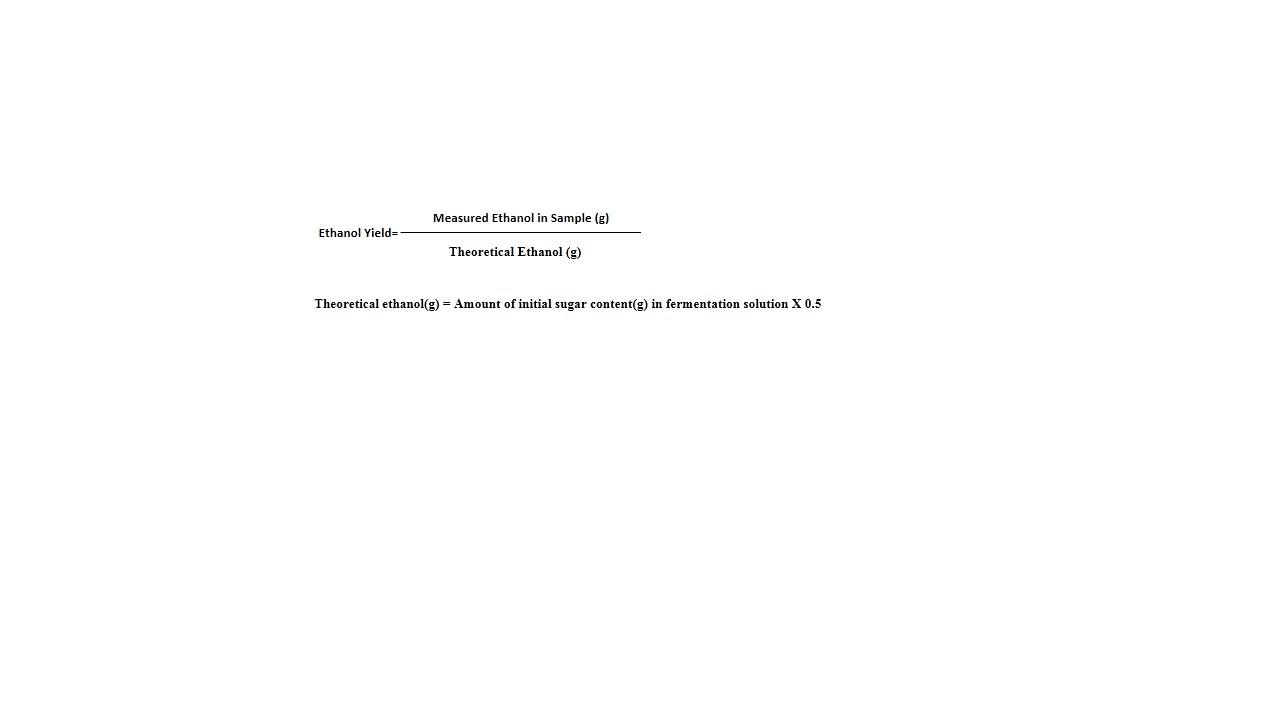 Measured Ethanol in Sample (g)
Ethanol Yield=
Theoretical Ethanol (g)
Theoretical ethanol(g) = Amount of initial sugar content(g) in fermentation solution X 0.5